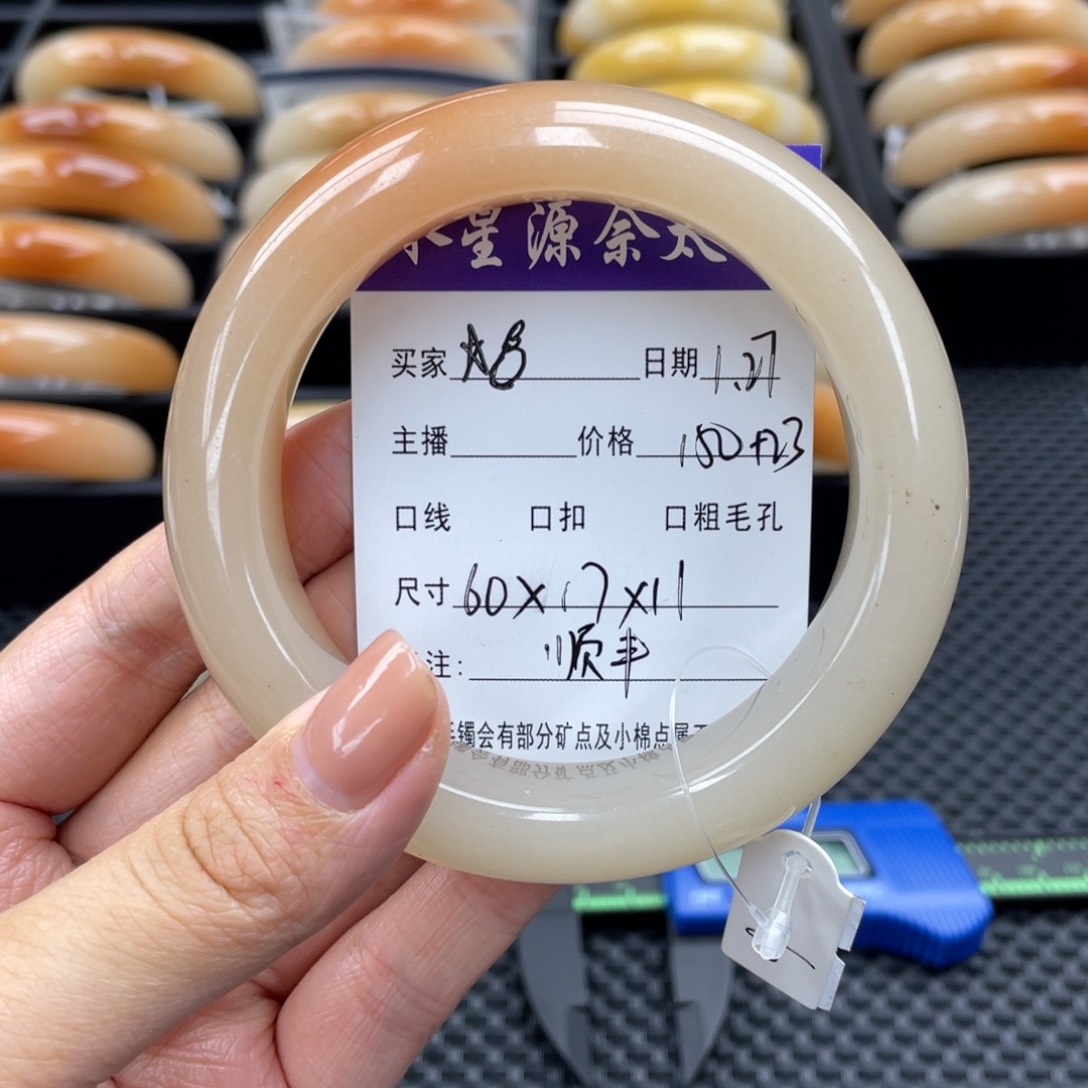 星源佘太
买家 A8 日期 1.27
主播 价格 180+23
口线 口扣 口粗毛孔
尺寸 60×17×11
注: 顺丰
镯会有部分矿点及小棉点属